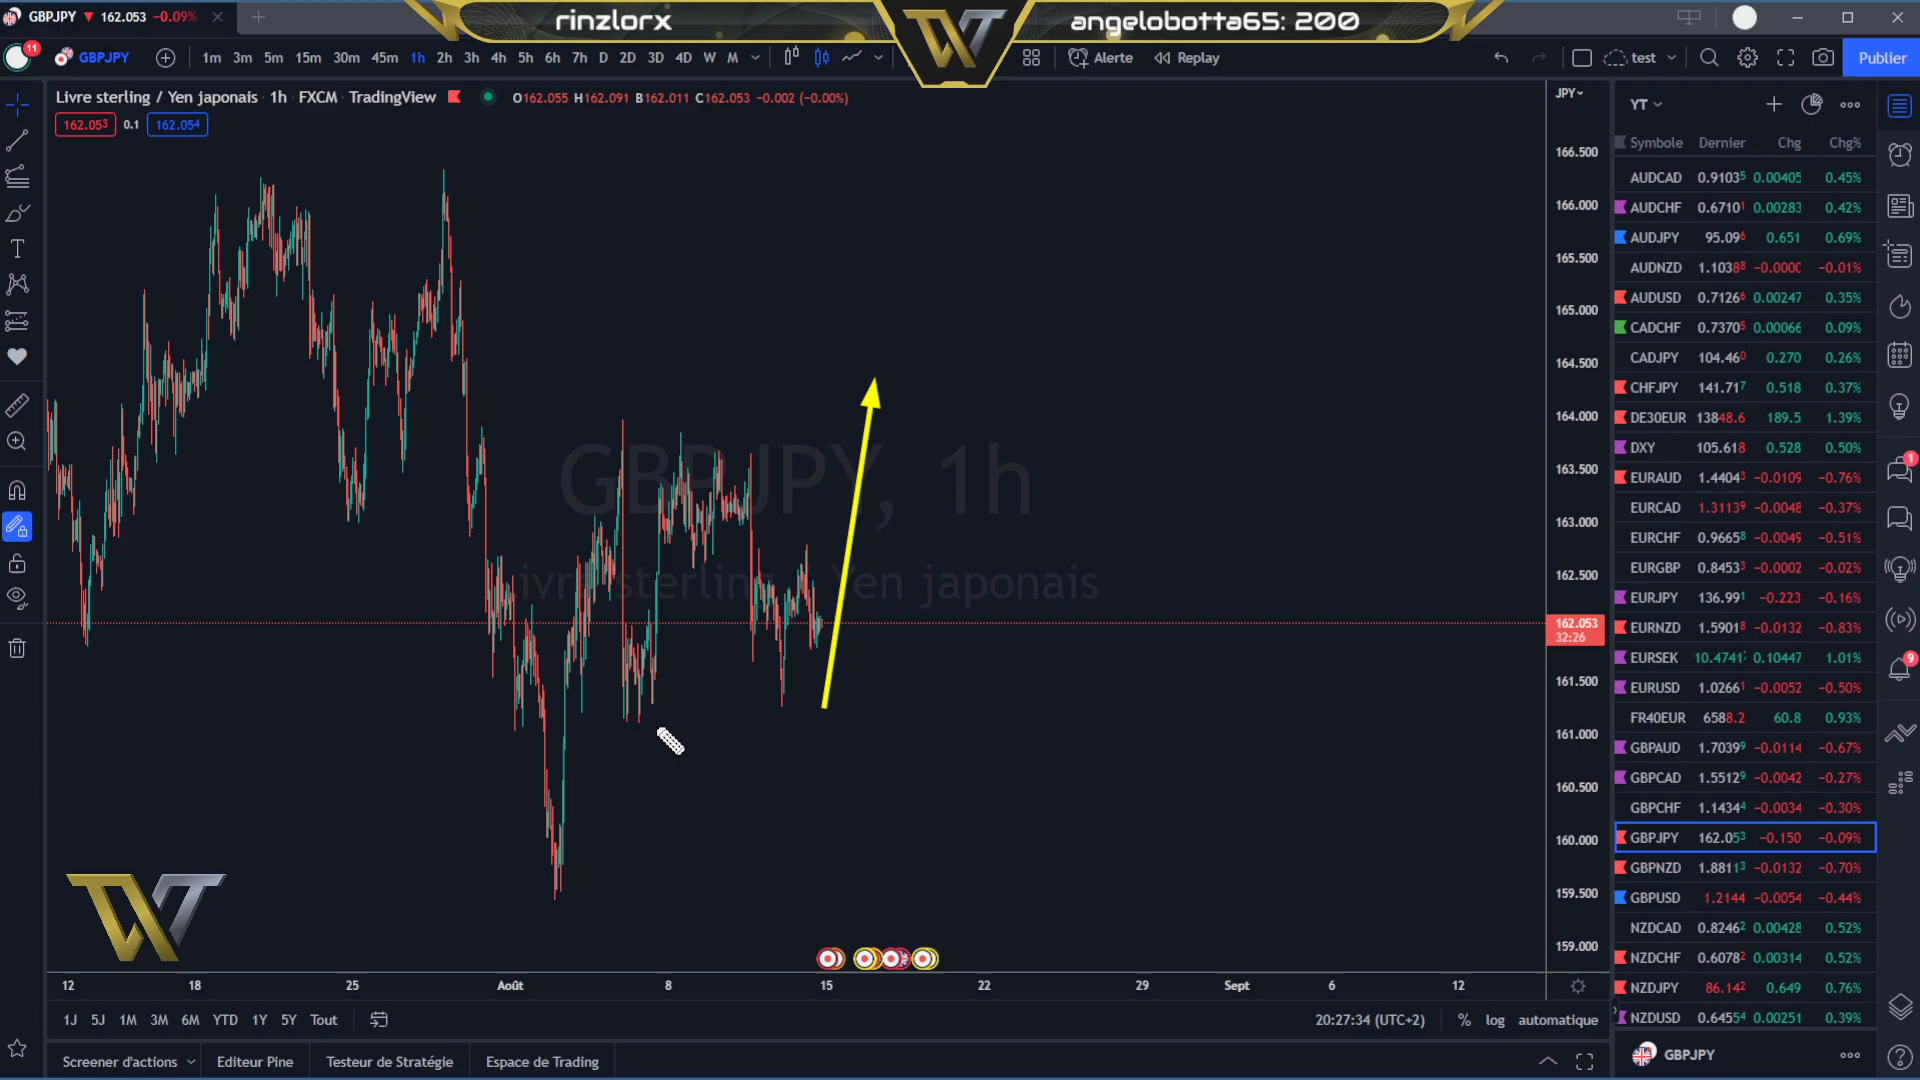 GBPJPY ▼ 162.053 −0.09%
rinzlorx
angelobotta65: 200
11
GBPJPY
1m 3m 5m 15m 30m 45m 1h 2h 3h 4h 5h 6h 7h D 2D 3D 4D W M
Alerte
Replay
test
Publier
Livre sterling / Yen japonais · 1h · FXCM · TradingView
O162.055 H162.091 B162.011 C162.053 −0.002 (−0.00%)
162.053 0.1 162.054
JPY
166.500
166.000
165.500
165.000
164.500
164.000
163.500
163.000
162.500
162.053
32:26
161.500
161.000
160.500
160.000
159.500
159.000
GBPJPY, 1h
Livre sterling / Yen japonais
12 18 25 Août 8 15 22 29 Sept 6 12
1J 5J 1M 3M 6M YTD 1Y 5Y Tout
20:27:34 (UTC+2) % log automatique
Screener d'actions Editeur Pine Testeur de Stratégie Espace de Trading
YT
Symbole Dernier Chg Chg%
AUDCAD 0.91035 0.00405 0.45%
AUDCHF 0.67101 0.00283 0.42%
AUDJPY 95.096 0.651 0.69%
AUDNZD 1.10388 −0.0000 −0.01%
AUDUSD 0.71266 0.00247 0.35%
CADCHF 0.73705 0.00066 0.09%
CADJPY 104.460 0.270 0.26%
CHFJPY 141.717 0.518 0.37%
DE30EUR 13848.6 189.5 1.39%
DXY 105.618 0.528 0.50%
EURAUD 1.44043 −0.0109 −0.76%
EURCAD 1.31139 −0.0048 −0.37%
EURCHF 0.96658 −0.0049 −0.51%
EURGBP 0.84533 −0.0002 −0.02%
EURJPY 136.991 −0.223 −0.16%
EURNZD 1.59018 −0.0132 −0.83%
EURSEK 10.4741 0.10447 1.01%
EURUSD 1.02661 −0.0052 −0.50%
FR40EUR 6588.2 60.8 0.93%
GBPAUD 1.70399 −0.0114 −0.67%
GBPCAD 1.55129 −0.0042 −0.27%
GBPCHF 1.14344 −0.0034 −0.30%
GBPJPY 162.053 −0.150 −0.09%
GBPNZD 1.88113 −0.0132 −0.70%
GBPUSD 1.2144 −0.0054 −0.44%
NZDCAD 0.82462 0.00428 0.52%
NZDCHF 0.60782 0.00314 0.52%
NZDJPY 86.142 0.649 0.76%
NZDUSD 0.64554 0.00251 0.39%
GBPJPY
1
9